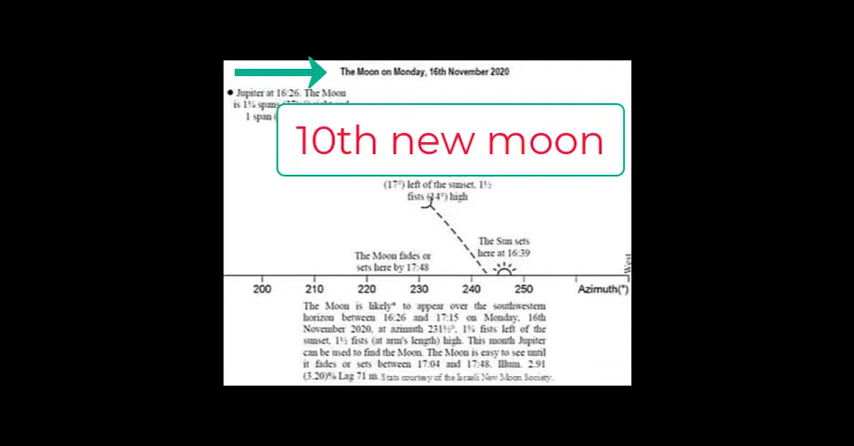 The Moon on Monday, 16th November 2020
Jupiter at 16:26. The Moon
is 1¾ spans
1 span
10th new moon
(17°) left of the sunset, 1½
fists (14°) high
The Sun sets
here at 16:39
The Moon fades or
sets here by 17:48
West
200 210 220 230 240 250 Azimuth(°)
The Moon is likely* to appear over the southwestern
horizon between 16:26 and 17:15 on Monday, 16th
November 2020, at azimuth 231½°, 1¾ fists left of the
sunset, 1½ fists (at arm's length) high. This month Jupiter
can be used to find the Moon. The Moon is easy to see until
it fades or sets between 17:04 and 17:48. Illum. 2.91
(3.20)% Lag 71 m. Stats courtesy of the Israeli New Moon Society.